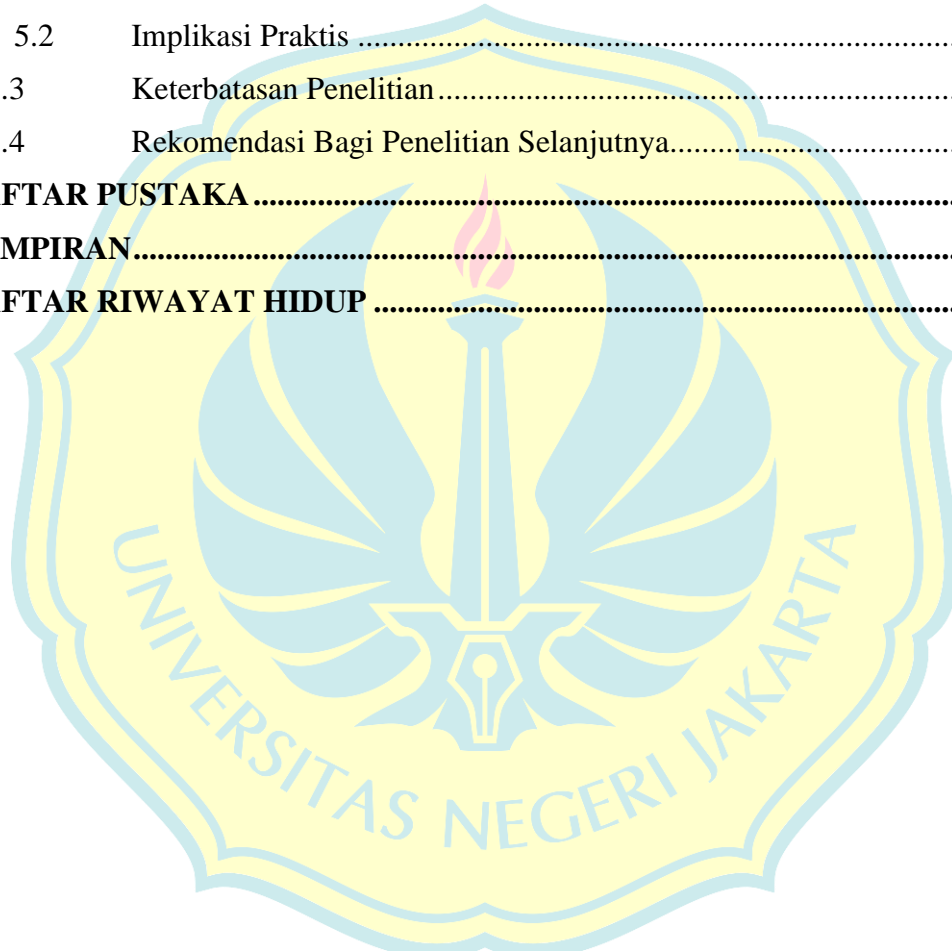 5.2 Implikasi Praktis ................................................................................
.3 Keterbatasan Penelitian ................................................................................
.4 Rekomendasi Bagi Penelitian Selanjutnya................................................................................
FTAR PUSTAKA ................................................................................
MPIRAN................................................................................
FTAR RIWAYAT HIDUP ................................................................................
UNIVERSITAS NEGERI JAKARTA